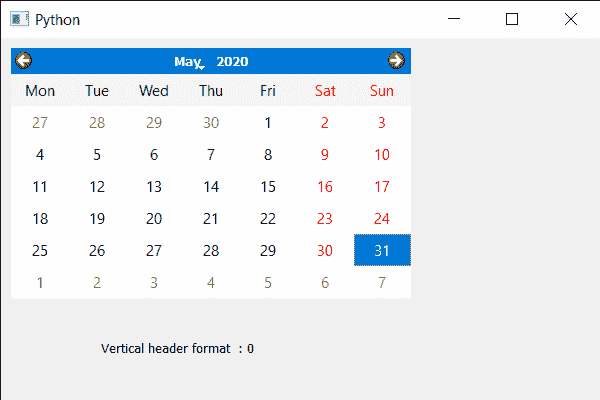 Python
May, 2020
Mon Tue Wed Thu Fri Sat Sun
27 28 29 30 1 2 3
4 5 6 7 8 9 10
11 12 13 14 15 16 17
18 19 20 21 22 23 24
25 26 27 28 29 30 31
1 2 3 4 5 6 7
Vertical header format : 0